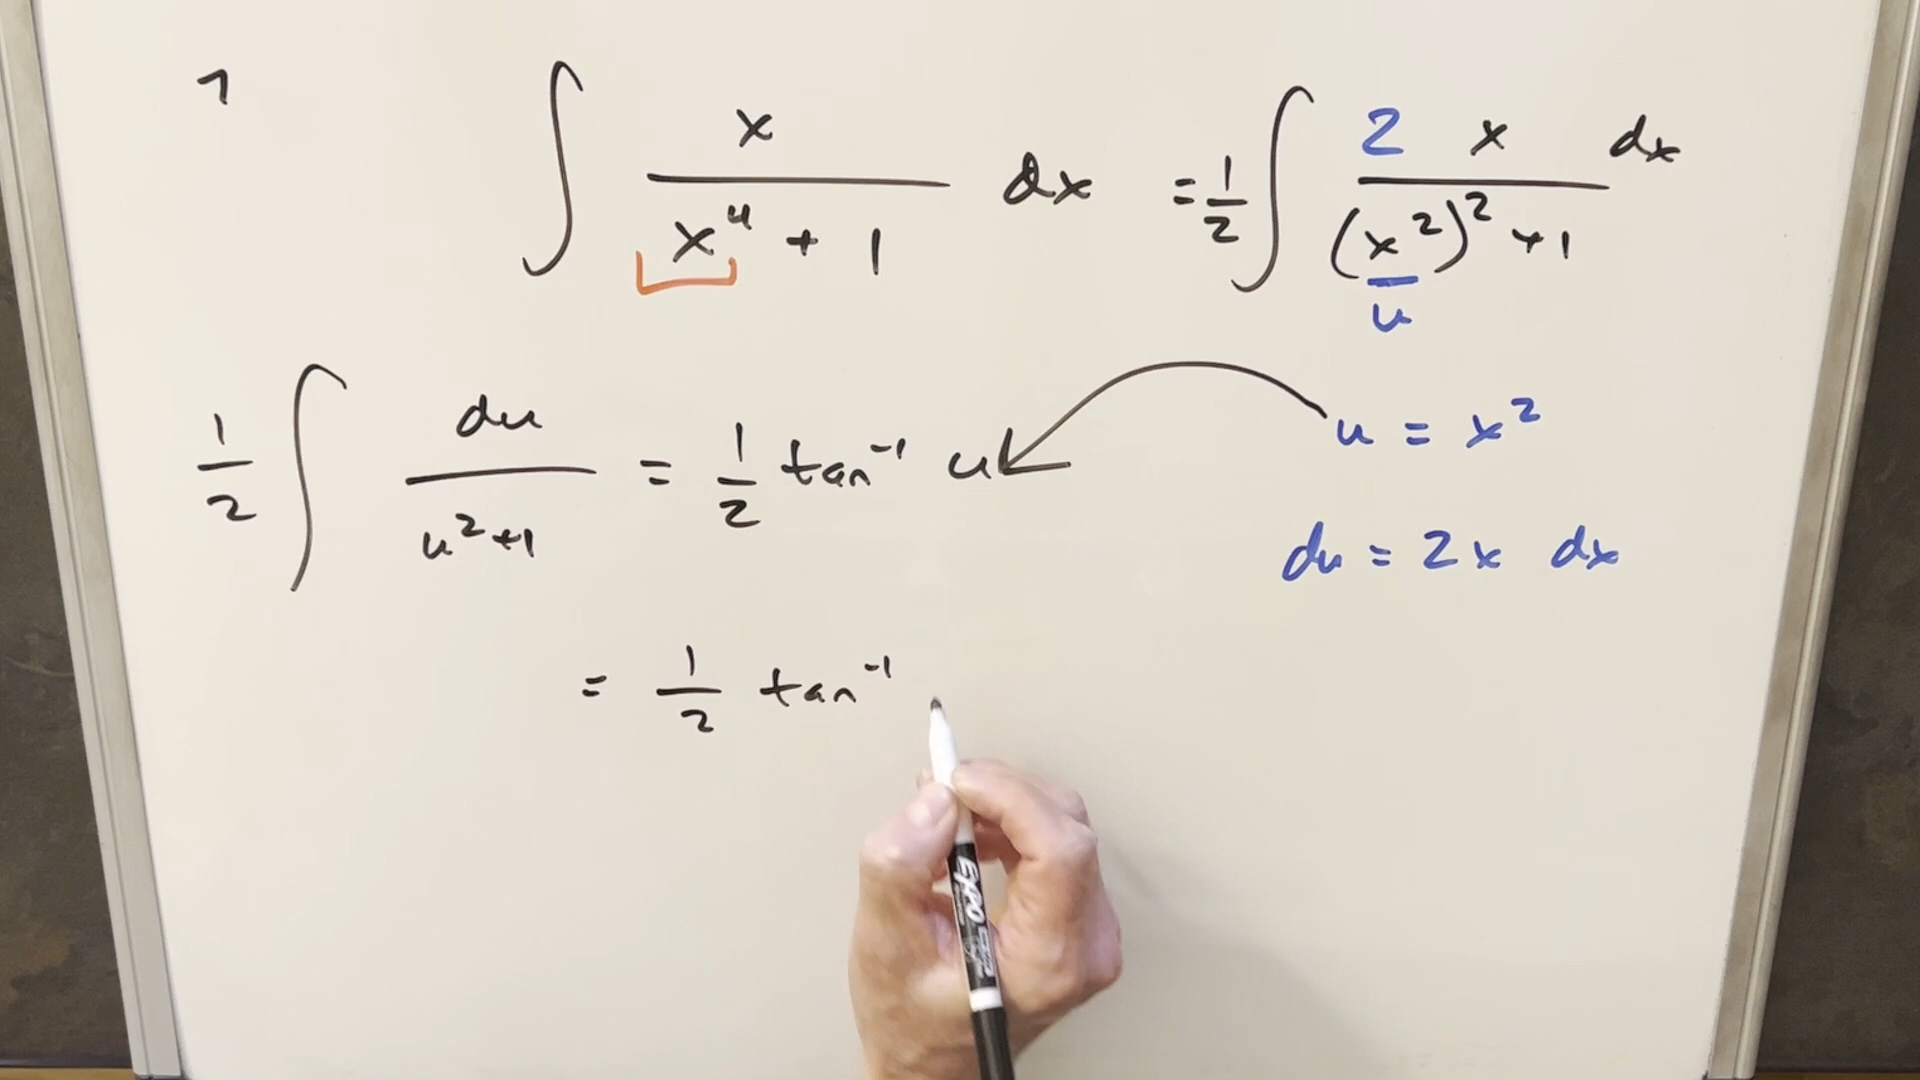 7
∫ x / (x⁴ + 1) dx = 1/2 ∫ 2 x dx / ((x²)² + 1)
u
1/2 ∫ du / (u² + 1) = 1/2 tan⁻¹ u
u = x²
du = 2x dx
= 1/2 tan⁻¹
EXPO